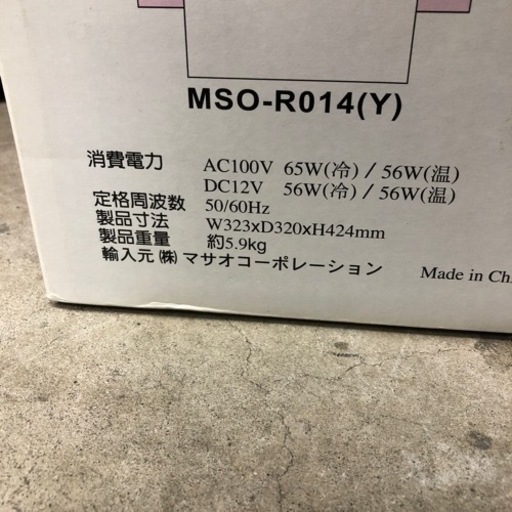 MSO-R014(Y)
消費電力 AC100V 65W(冷) / 56W(温)
DC12V 56W(冷) / 56W(温)
定格周波数 50/60Hz
製品寸法 W323xD320xH424mm
製品重量 約5.9kg
輸入元 (株) マサオコーポレーション Made in